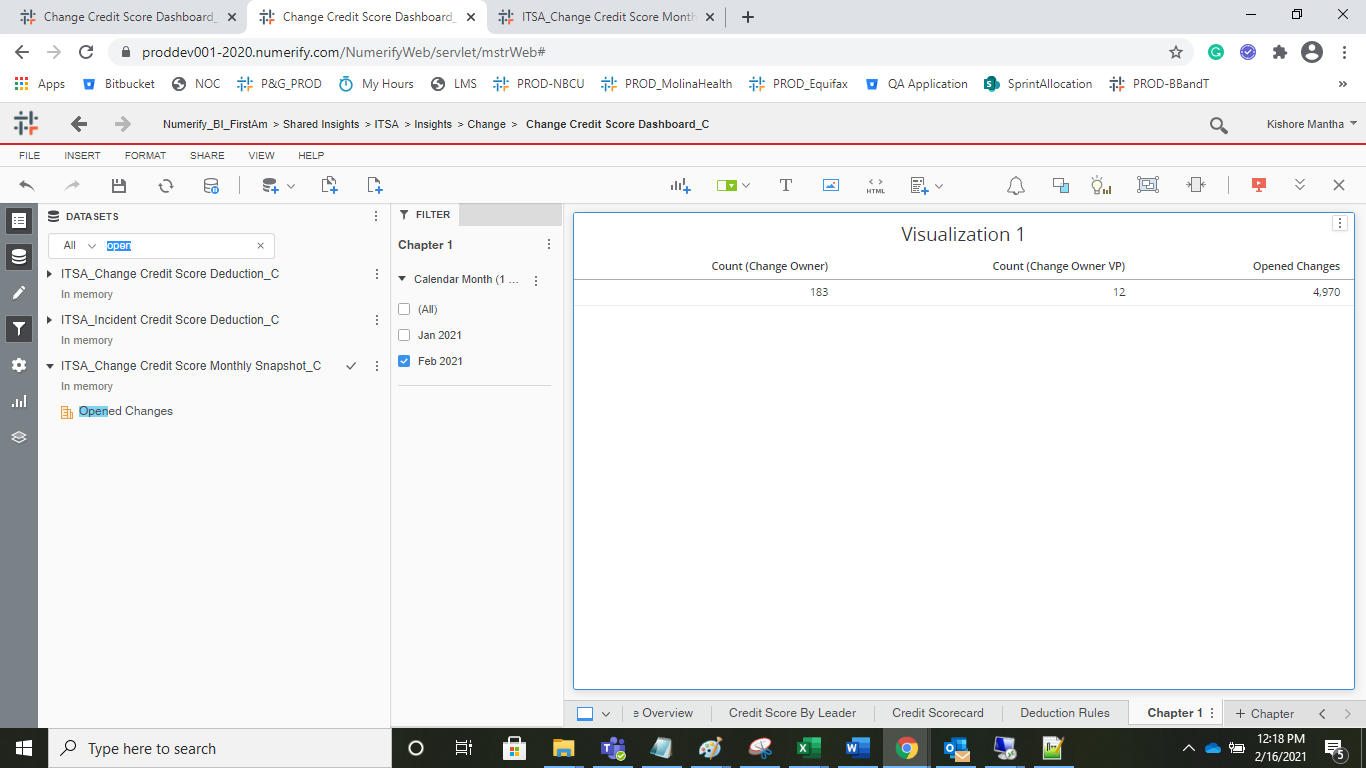 Change Credit Score Dashboard_
Change Credit Score Dashboard_
ITSA_Change Credit Score Month
proddev001-2020.numerify.com/NumerifyWeb/servlet/mstrWeb#
Apps Bitbucket NOC P&G_PROD My Hours LMS PROD-NBCU PROD_MolinaHealth PROD_Equifax QA Application SprintAllocation PROD-BBandT »
Numerify_BI_FirstAm > Shared Insights > ITSA > Insights > Change > Change Credit Score Dashboard_C
Kishore Mantha
FILE INSERT FORMAT SHARE VIEW HELP
HTML
DATASETS
All open
ITSA_Change Credit Score Deduction_C
In memory
ITSA_Incident Credit Score Deduction_C
In memory
ITSA_Change Credit Score Monthly Snapshot_C
In memory
Opened Changes
FILTER
Chapter 1
Calendar Month (1 ...
(All)
Jan 2021
Feb 2021
Visualization 1
Count (Change Owner) Count (Change Owner VP) Opened Changes
183 12 4,970
e Overview Credit Score By Leader Credit Scorecard Deduction Rules Chapter 1 + Chapter
Type here to search
12:18 PM
2/16/2021
5